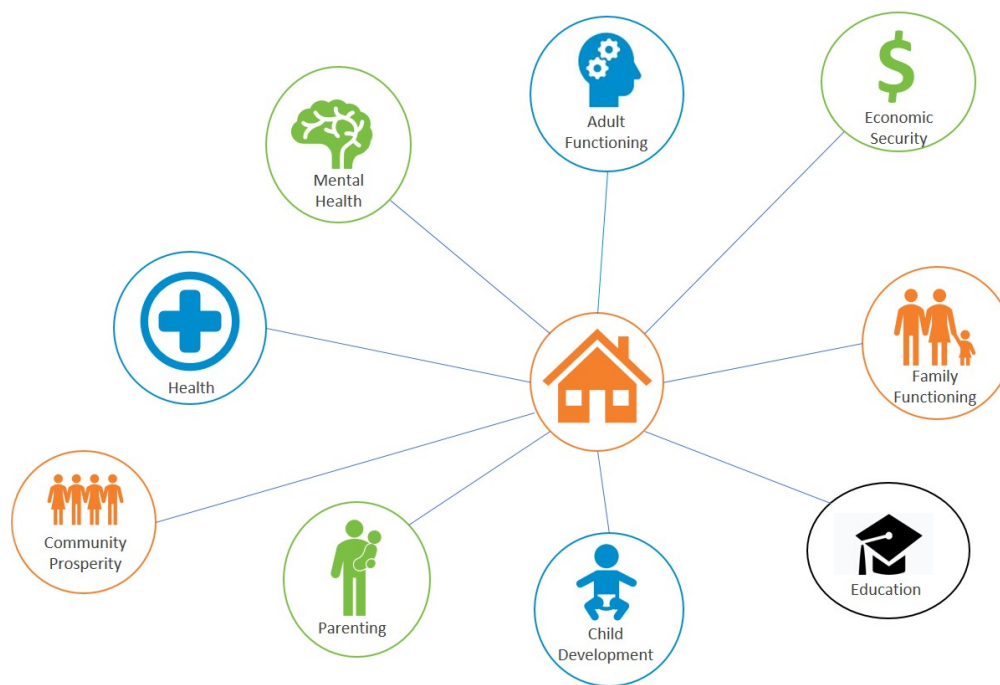 Adult
Functioning
Economic
Security
Mental
Health
Health
Family
Functioning
Community
Prosperity
Parenting
Child
Development
Education